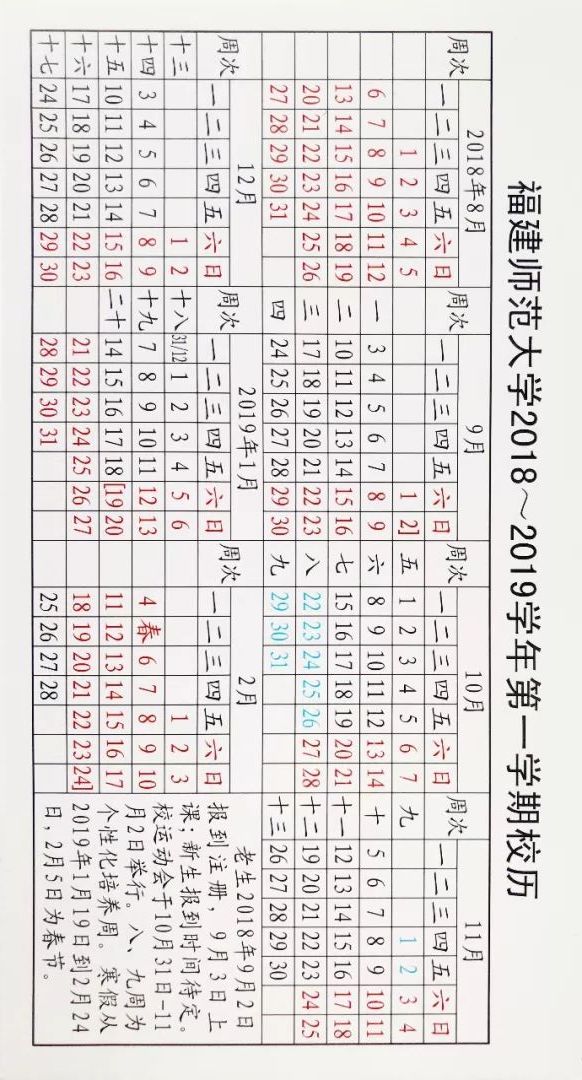 福建师范大学2018～2019学年第一学期校历
周次 2018年8月 周次 9月 周次 10月 周次 11月
一 二 三 四 五 六 日 一 二 三 四 五 六 日 一 二 三 四 五 六 日 一 二 三 四 五 六 日
1 2 3 4 5 1 2] 五 1 2 3 4 5 6 7 九 1 2 3 4
6 7 8 9 10 11 12 一 3 4 5 6 7 8 9 六 8 9 10 11 12 13 14 十 5 6 7 8 9 10 11
13 14 15 16 17 18 19 二 10 11 12 13 14 15 16 七 15 16 17 18 19 20 21 十一 12 13 14 15 16 17 18
20 21 22 23 24 25 26 三 17 18 19 20 21 22 23 八 22 23 24 25 26 27 28 十二 19 20 21 22 23 24 25
27 28 29 30 31 四 24 25 26 27 28 29 30 九 29 30 31 十三 26 27 28 29 30
周次 12月 周次 2019年1月 周次 2月
一 二 三 四 五 六 日 一 二 三 四 五 六 日 一 二 三 四 五 六 日
十三 1 2 十八 31/12 1 2 3 4 5 6 1 2 3
十四 3 4 5 6 7 8 9 十九 7 8 9 10 11 12 13 4 春 6 7 8 9 10
十五 10 11 12 13 14 15 16 二十 14 15 16 17 18 [19 20 11 12 13 14 15 16 17
十六 17 18 19 20 21 22 23 21 22 23 24 25 26 27 18 19 20 21 22 23 24]
十七 24 25 26 27 28 29 30 28 29 30 31 25 26 27 28
老生2018年9月2日
报到注册，9月3日上
课；新生报到时间待定。
校运动会于10月31日-11
月2日举行。八、九周为
个性化培养周。寒假从
2019年1月19日到2月24
日，2月5日为春节。